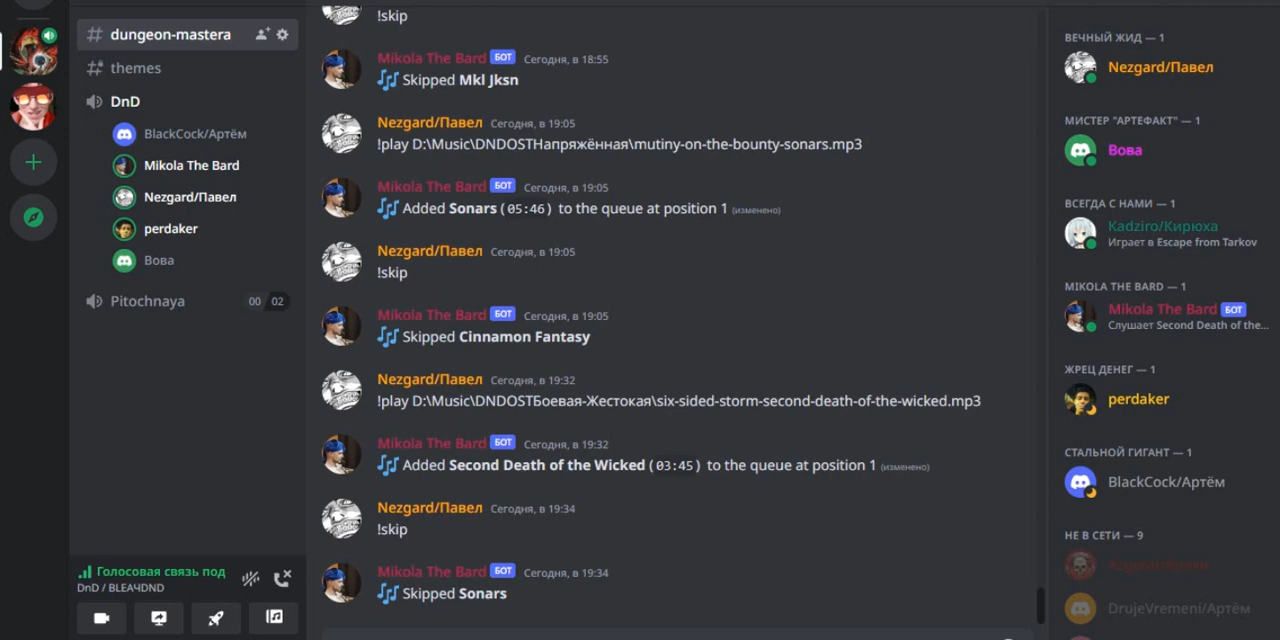 dungeon-mastera
themes
DnD
BlackCock/Артём
Mikola The Bard
Nezgard/Павел
perdaker
Вова
Pitochnaya 00 02
Голосовая связь под
DnD / BLEA4DND
!skip
Mikola The Bard БОТ Сегодня, в 18:55
Skipped Mkl Jksn
Nezgard/Павел Сегодня, в 19:05
!play D:\Music\DNDOSTНапряжённая\mutiny-on-the-bounty-sonars.mp3
Mikola The Bard БОТ Сегодня, в 19:05
Added Sonars (05:46) to the queue at position 1 (изменено)
Nezgard/Павел Сегодня, в 19:05
!skip
Mikola The Bard БОТ Сегодня, в 19:05
Skipped Cinnamon Fantasy
Nezgard/Павел Сегодня, в 19:32
!play D:\Music\DNDOSTБоевая-Жестокая\six-sided-storm-second-death-of-the-wicked.mp3
Mikola The Bard БОТ Сегодня, в 19:32
Added Second Death of the Wicked (03:45) to the queue at position 1 (изменено)
Nezgard/Павел Сегодня, в 19:34
!skip
Mikola The Bard БОТ Сегодня, в 19:34
Skipped Sonars
ВЕЧНЫЙ ЖИД — 1
Nezgard/Павел
МИСТЕР "АРТЕФАКТ" — 1
Вова
ВСЕГДА С НАМИ — 1
Kadziro/Кирюха
Играет в Escape from Tarkov
MIKOLA THE BARD — 1
Mikola The Bard БОТ
Слушает Second Death of the...
ЖРЕЦ ДЕНЕГ — 1
perdaker
СТАЛЬНОЙ ГИГАНТ — 1
BlackCock/Артём
НЕ В СЕТИ — 9
DrujeVremeni/Артём